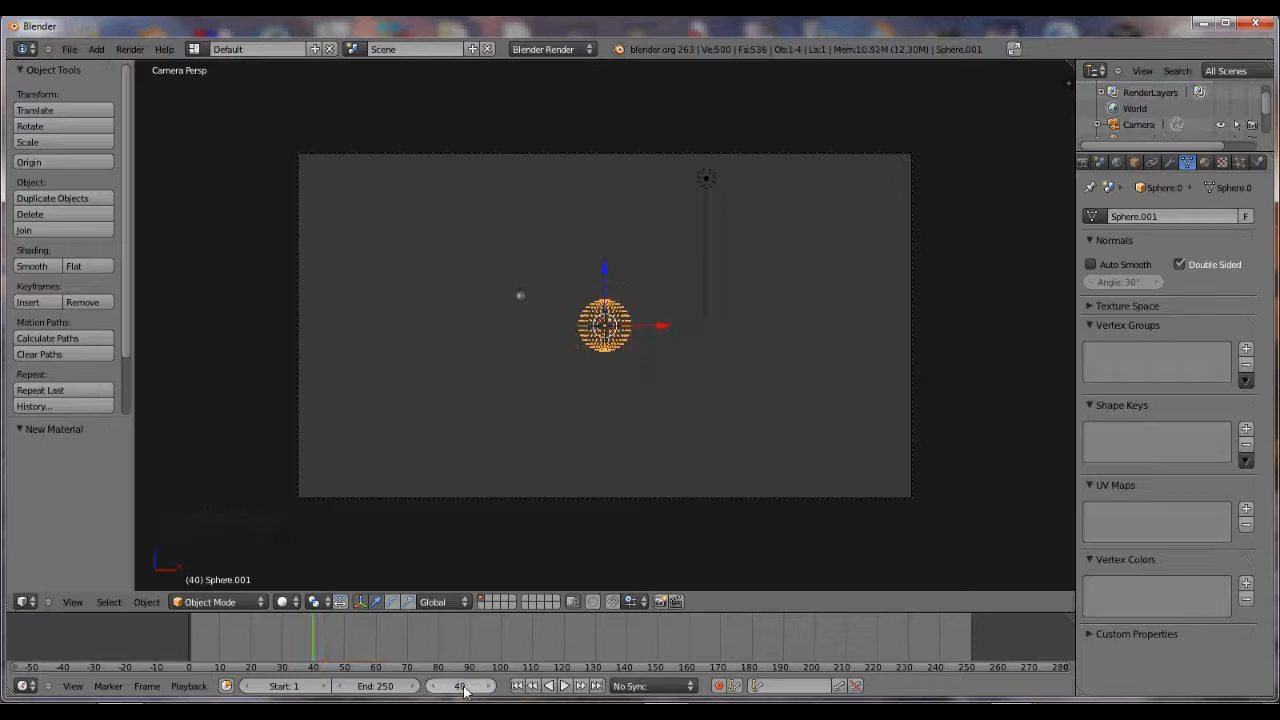 Blender
File Add Render Help Default Scene Blender Render blender.org 263 | Ve:500 | Fa:536 | Ob:1-4 | La:1 | Mem:10.52M (12.30M) | Sphere.001
Object Tools
Camera Persp
View Search All Scenes
Transform:
RenderLayers |
Translate
World
Rotate
Camera |
Scale
Origin
Object:
Sphere.0 Sphere.0
Duplicate Objects
Delete
Sphere.001 F
Join
Normals
Shading:
Smooth Flat
Auto Smooth Double Sided
Angle: 30°
Keyframes:
Insert Remove
Texture Space
Motion Paths:
Vertex Groups
Calculate Paths
Clear Paths
Repeat:
Repeat Last
History...
Shape Keys
New Material
UV Maps
Vertex Colors
(40) Sphere.001
View Select Object Object Mode Global
Custom Properties
-50 -40 -30 -20 -10 0 10 20 30 40 50 60 70 80 90 100 110 120 130 140 150 160 170 180 190 200 210 220 230 240 250 260 270 280
View Marker Frame Playback Start: 1 End: 250 40 No Sync